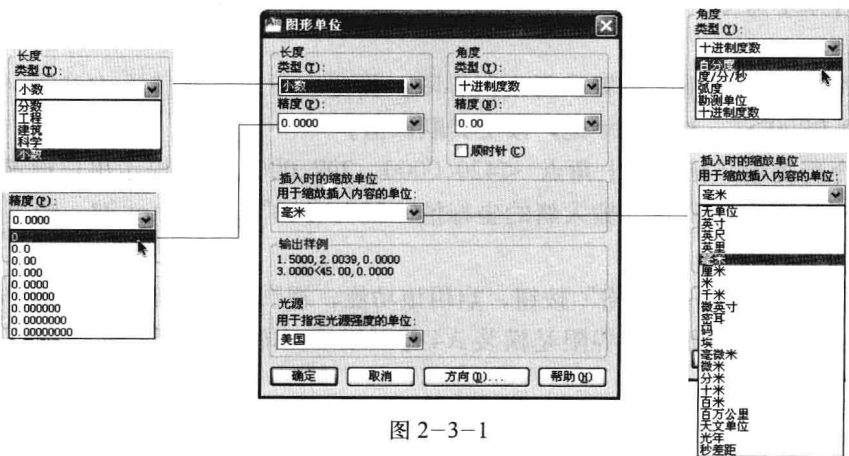 长度
类型(T):
小数
分数
工程
建筑
科学
小数
精度(P):
0.0000
0
0.0
0.00
0.000
0.0000
0.00000
0.000000
0.0000000
0.00000000
图形单位
长度
类型(T):
小数
精度(P):
0.0000
角度
类型(Y):
十进制度数
精度(N):
0.00
顺时针(C)
插入时的缩放单位
用于缩放插入内容的单位:
毫米
输出样例
1.5000,2.0039,0.0000
3.0000<45.00,0.0000
光源
用于指定光源强度的单位:
美国
确定
取消
方向(D)...
帮助(H)
角度
类型(Y):
十进制度数
百分度
度/分/秒
弧度
勘测单位
十进制度数
插入时的缩放单位
用于缩放插入内容的单位:
毫米
无单位
英寸
英尺
英里
毫米
厘米
米
千米
微英寸
密耳
码
埃
毫微米
微米
分米
十米
百米
百万公里
天文单位
光年
秒差距
图 2-3-1